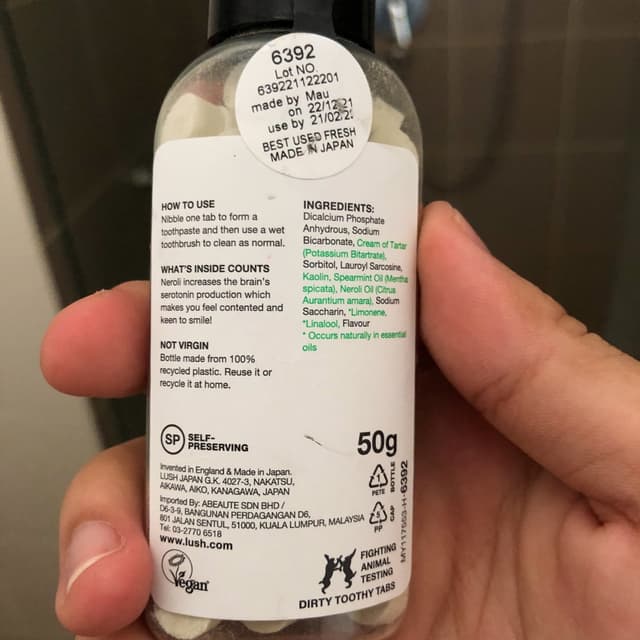 6392
Lot NO.
639221122201
made by Mau
on 22/12/21
use by 21/02/2
BEST USED FRESH
MADE IN JAPAN
HOW TO USE
Nibble one tab to form a
toothpaste and then use a wet
toothbrush to clean as normal.
WHAT'S INSIDE COUNTS
Neroli increases the brain's
serotonin production which
makes you feel contented and
keen to smile!
NOT VIRGIN
Bottle made from 100%
recycled plastic. Reuse it or
recycle it at home.
SP SELF-
PRESERVING
INGREDIENTS:
Dicalcium Phosphate
Anhydrous, Sodium
Bicarbonate, Cream of Tartar
(Potassium Bitartrate),
Sorbitol, Lauroyl Sarcosine,
Kaolin, Spearmint Oil (Mentha
spicata), Neroli Oil (Citrus
Aurantium amara), Sodium
Saccharin, *Limonene,
*Linalool, Flavour
* Occurs naturally in essential
oils
50g
Invented in England & Made in Japan.
LUSH JAPAN G.K. 4027-3, NAKATSU,
AIKAWA, AIKO, KANAGAWA, JAPAN
Imported By: ABEAUTE SDN BHD /
D6-3-9, BANGUNAN PERDAGANGAN D6,
801 JALAN SENTUL, 51000, KUALA LUMPUR, MALAYSIA
Tel: 03-2770 6518
www.lush.com
Vegan
1
PETE
BOTTLE
5
PP
CAP
MY117553-H-6392
FIGHTING
ANIMAL
TESTING
DIRTY TOOTHY TABS